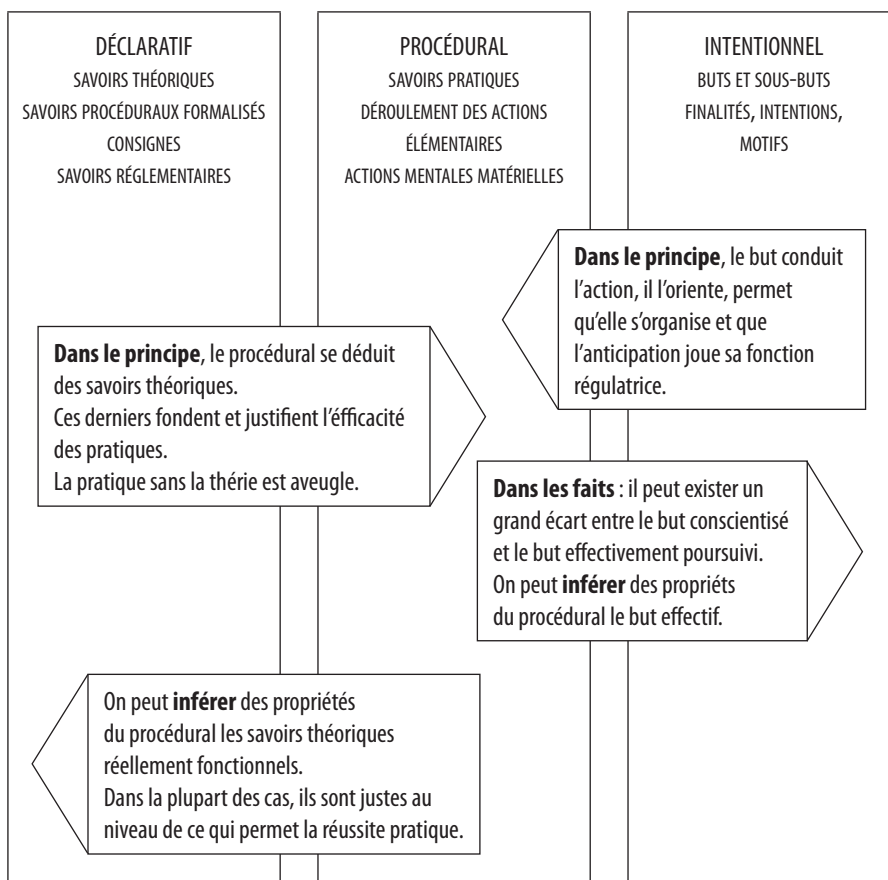 DÉCLARATIF
SAVOIRS THÉORIQUES
SAVOIRS PROCÉDURAUX FORMALISÉS
CONSIGNES
SAVOIRS RÉGLEMENTAIRES
PROCÉDURAL
SAVOIRS PRATIQUES
DÉROULEMENT DES ACTIONS
ÉLÉMENTAIRES
ACTIONS MENTALES MATÉRIELLES
INTENTIONNEL
BUTS ET SOUS-BUTS
FINALITÉS, INTENTIONS,
MOTIFS
Dans le principe, le but conduit
l’action, il l’oriente, permet
qu’elle s’organise et que
l’anticipation joue sa fonction
régulatrice.
Dans le principe, le procédural se déduit
des savoirs théoriques.
Ces derniers fondent et justifient l’éfficacité
des pratiques.
La pratique sans la thérie est aveugle.
Dans les faits : il peut exister un
grand écart entre le but conscientisé
et le but effectivement poursuivi.
On peut inférer des propriéts
du procédural le but effectif.
On peut inférer des propriétés
du procédural les savoirs théoriques
réellement fonctionnels.
Dans la plupart des cas, ils sont justes au
niveau de ce qui permet la réussite pratique.